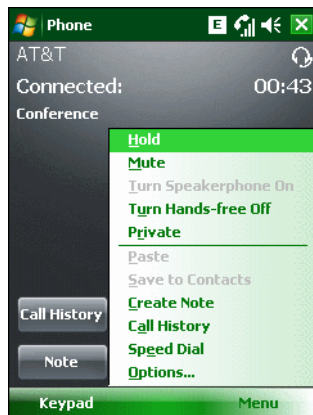 Phone
E
AT&T
Connected: 00:43
Conference
Hold
Mute
Turn Speakerphone On
Turn Hands-free Off
Private
Paste
Save to Contacts
Create Note
Call History
Speed Dial
Options...
Call History
Note
Keypad Menu